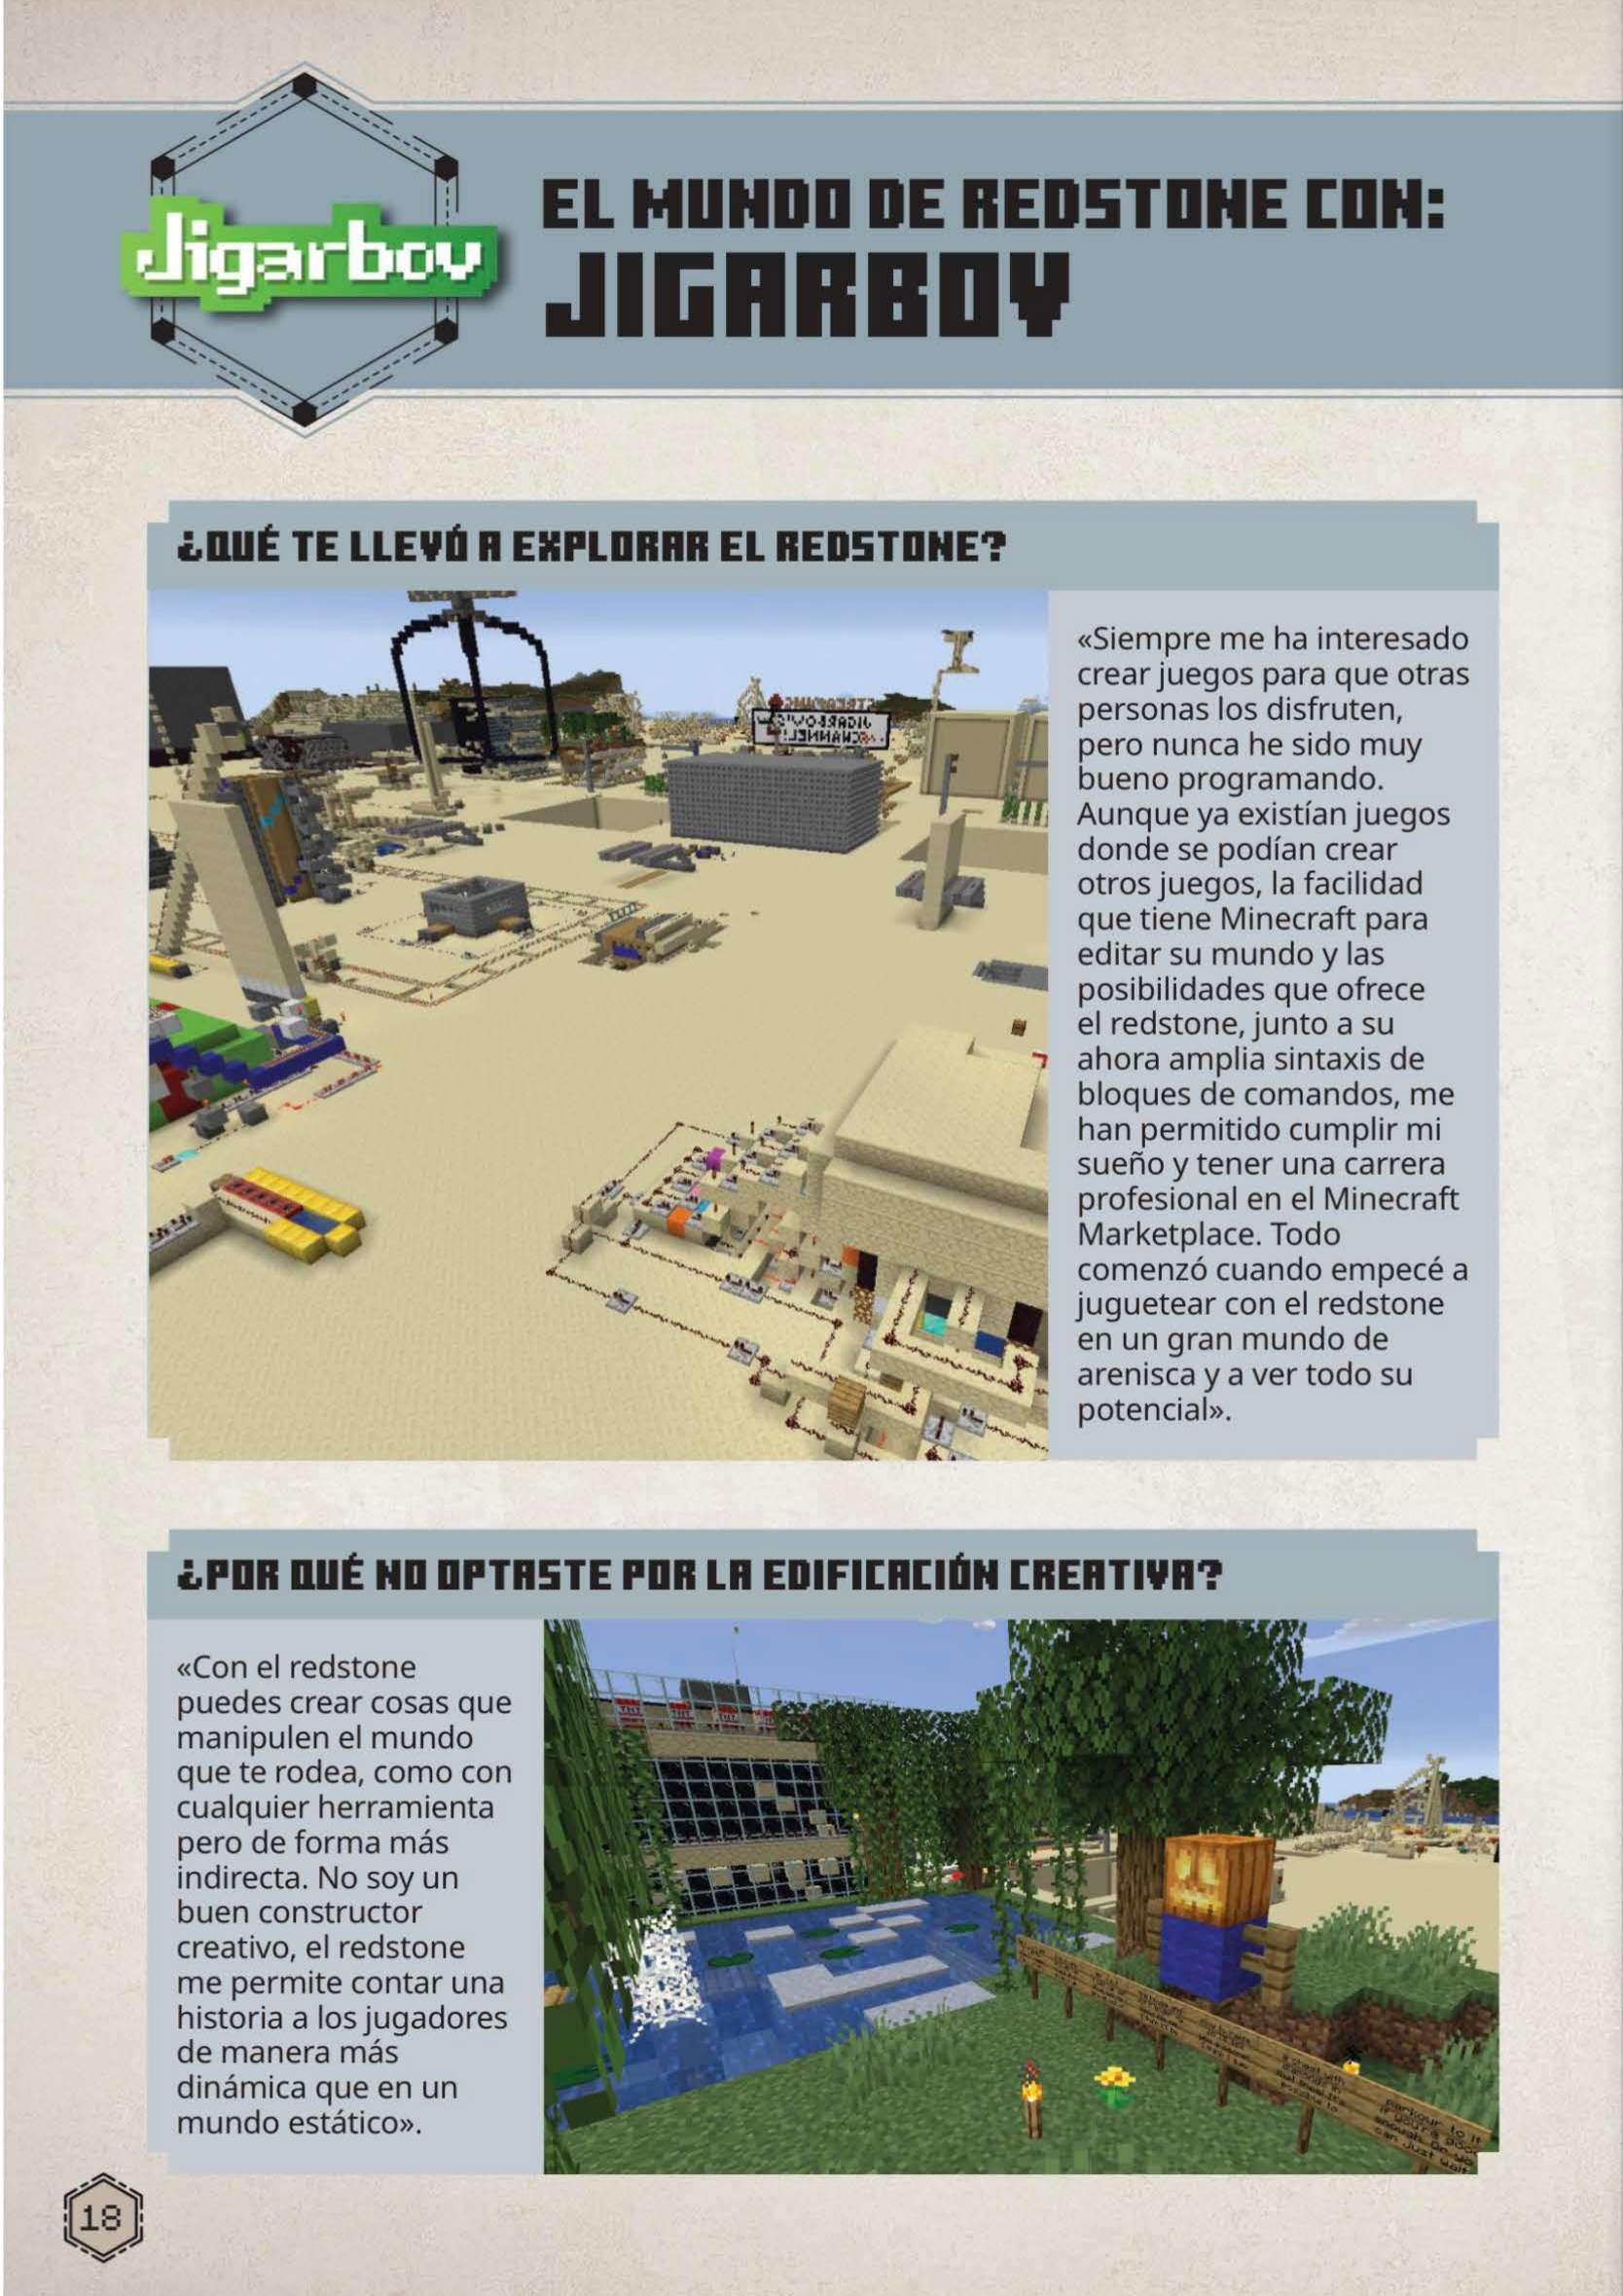 Jigarbov
EL MUNDO DE REDSTONE CON:
JIGARBOV
¿QUÉ TE LLEVÓ A EXPLORAR EL REDSTONE?
«Siempre me ha interesado
crear juegos para que otras
personas los disfruten,
pero nunca he sido muy
bueno programando.
Aunque ya existían juegos
donde se podían crear
otros juegos, la facilidad
que tiene Minecraft para
editar su mundo y las
posibilidades que ofrece
el redstone, junto a su
ahora amplia sintaxis de
bloques de comandos, me
han permitido cumplir mi
sueño y tener una carrera
profesional en el Minecraft
Marketplace. Todo
comenzó cuando empecé a
juguetear con el redstone
en un gran mundo de
arenisca y a ver todo su
potencial».
¿POR QUÉ NO OPTASTE POR LA EDIFICACIÓN CREATIVA?
«Con el redstone
puedes crear cosas que
manipulen el mundo
que te rodea, como con
cualquier herramienta
pero de forma más
indirecta. No soy un
buen constructor
creativo, el redstone
me permite contar una
historia a los jugadores
de manera más
dinámica que en un
mundo estático».
parkour to it
can just wait
18